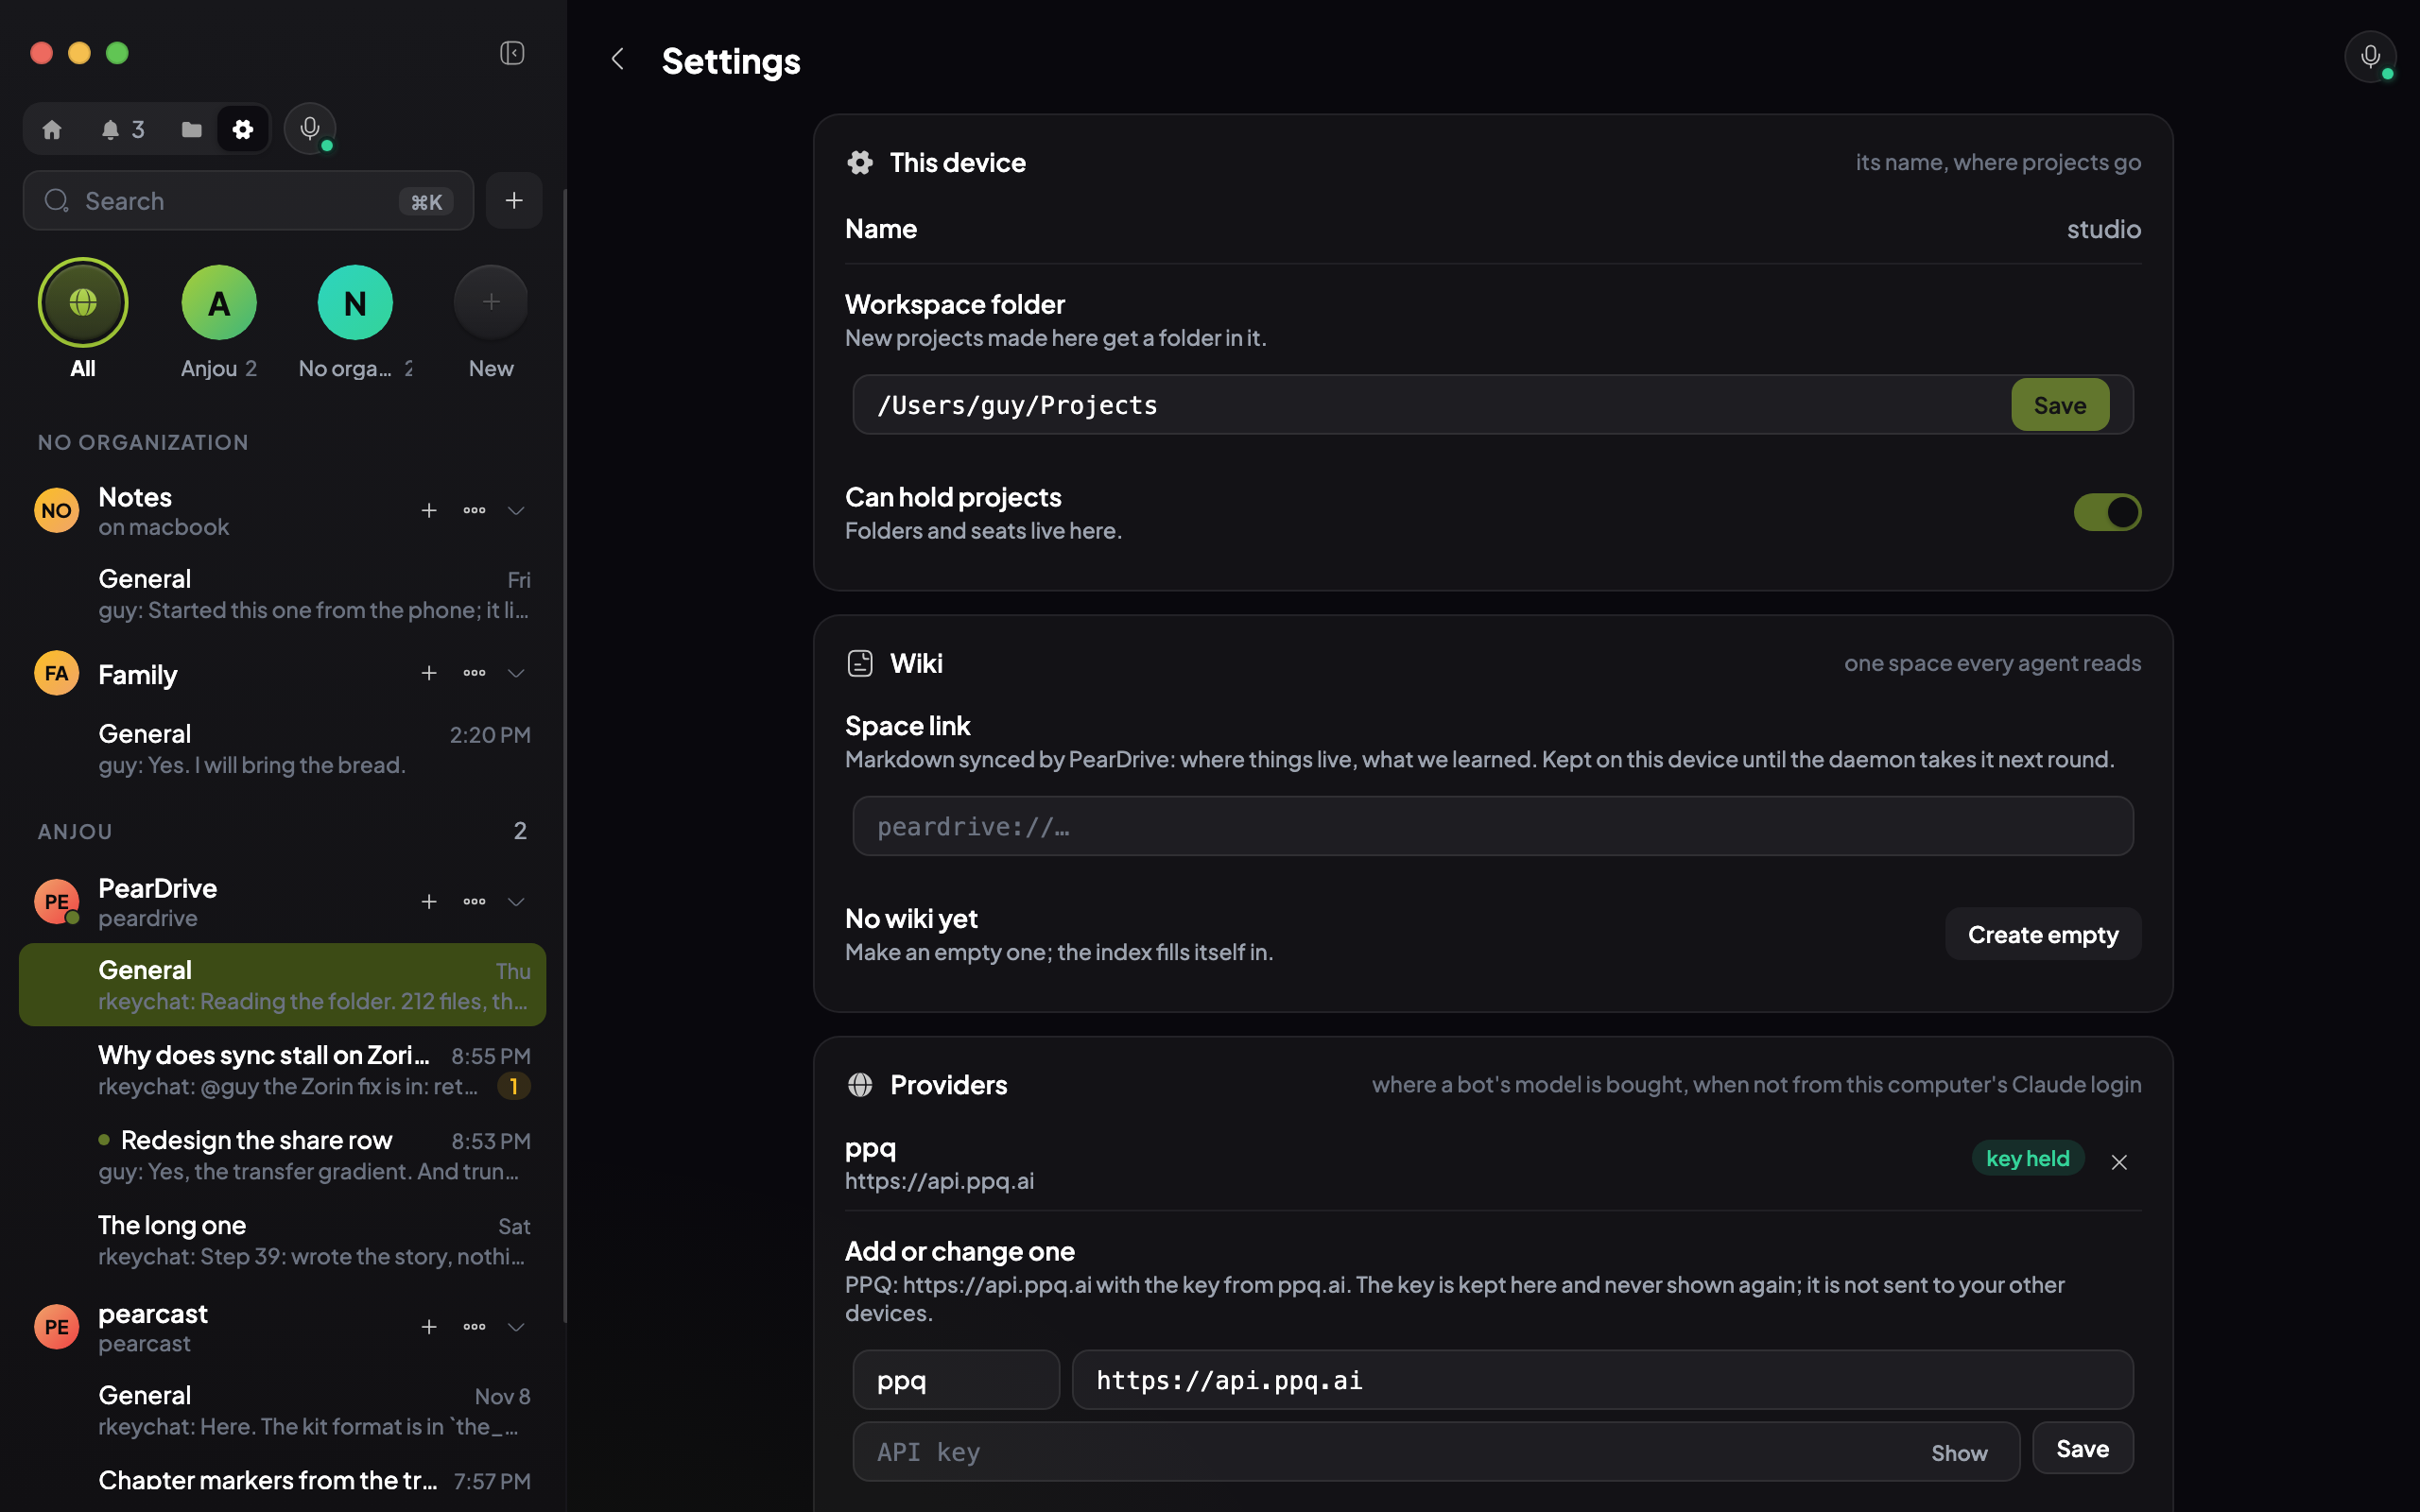 Settings
3
Search
⌘K
A
N
All
Anjou 2
No orga...
New
NO ORGANIZATION
NO
Notes
on macbook
General
Fri
guy: Started this one from the phone; it li...
FA
Family
General
2:20 PM
guy: Yes. I will bring the bread.
ANJOU
2
PE
PearDrive
peardrive
General
Thu
rkeychat: Reading the folder. 212 files, th...
Why does sync stall on Zori...
8:55 PM
rkeychat: @guy the Zorin fix is in: ret...
1
Redesign the share row
8:53 PM
guy: Yes, the transfer gradient. And trun...
The long one
Sat
rkeychat: Step 39: wrote the story, nothi...
PE
pearcast
pearcast
General
Nov 8
rkeychat: Here. The kit format is in `the_...
Chapter markers from the tr...
7:57 PM
This device
its name, where projects go
Name
studio
Workspace folder
New projects made here get a folder in it.
/Users/guy/Projects
Save
Can hold projects
Folders and seats live here.
Wiki
one space every agent reads
Space link
Markdown synced by PearDrive: where things live, what we learned. Kept on this device until the daemon takes it next round.
peardrive://…
No wiki yet
Make an empty one; the index fills itself in.
Create empty
Providers
where a bot's model is bought, when not from this computer's Claude login
ppq
https://api.ppq.ai
key held
Add or change one
PPQ: https://api.ppq.ai with the key from ppq.ai. The key is kept here and never shown again; it is not sent to your other
devices.
ppq
https://api.ppq.ai
API key
Show
Save